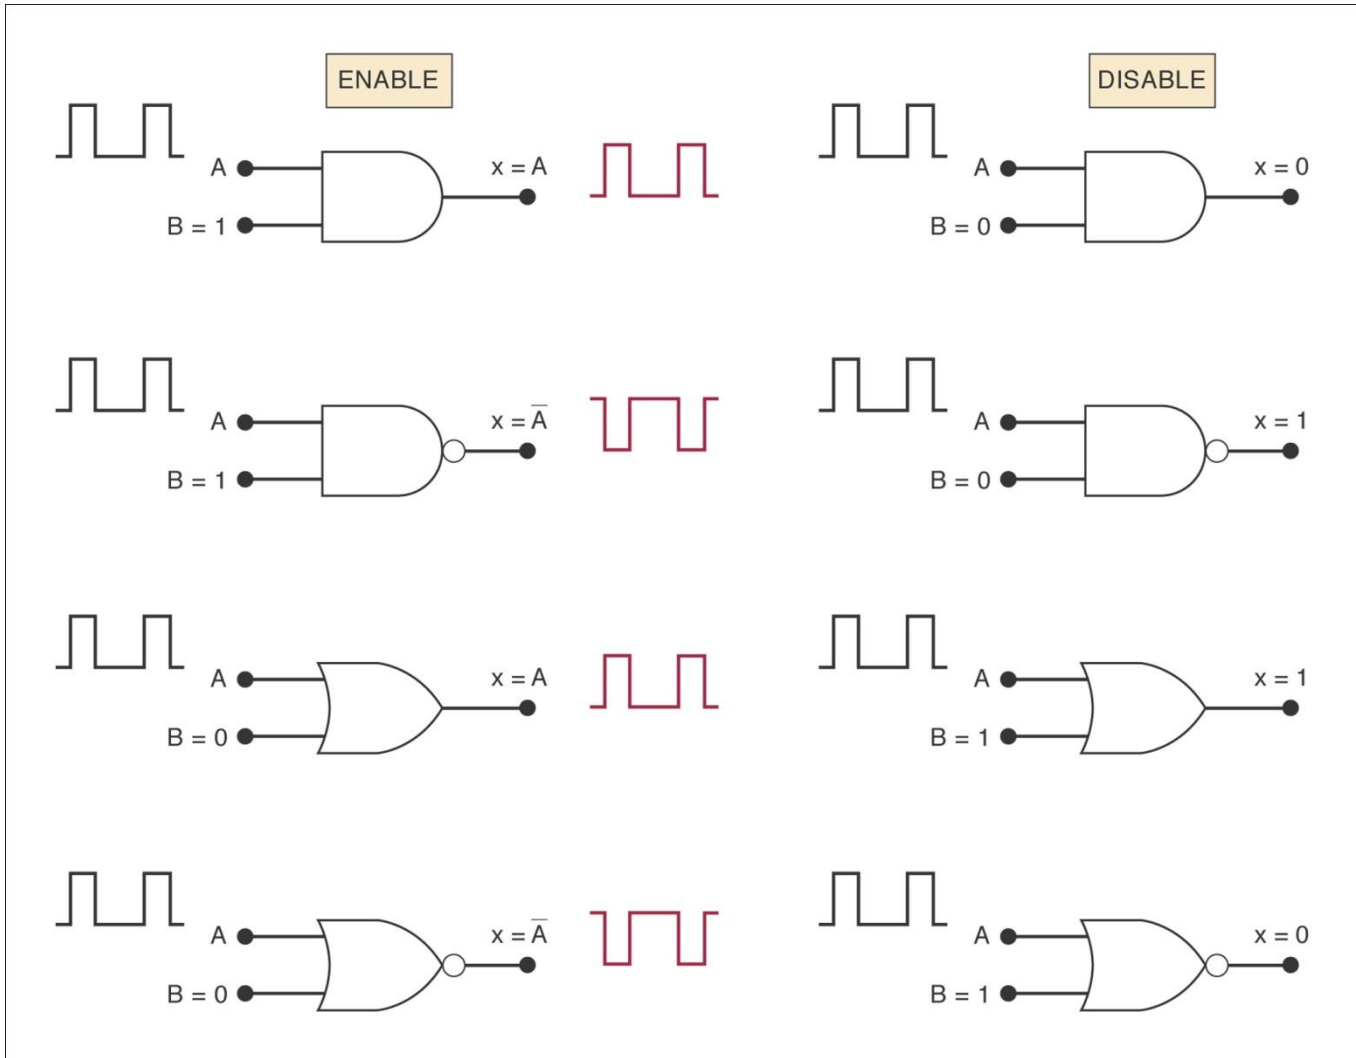 ENABLE
DISABLE
A
x = A
A
x = 0
B = 1
B = 0
A
x = A̅
A
x = 1
B = 1
B = 0
A
x = A
A
x = 1
B = 0
B = 1
A
x = A̅
A
x = 0
B = 0
B = 1